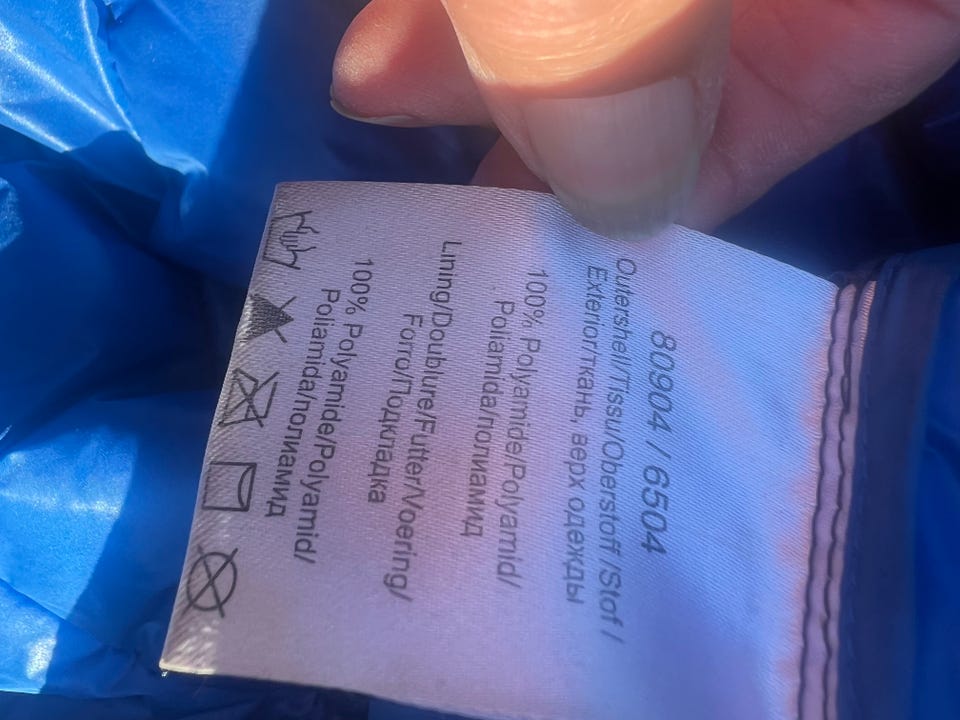 80904 / 6504
Outershell/Tissu/Oberstoff /Stof /
Exterior/ткань, верх одежды
100% Polyamide/Polyamid/
Poliamida/полиамид
Lining/Doublure/Futter/Voering/
Forro/Подкладка
100% Polyamide/Polyamid/
Poliamida/полиамид